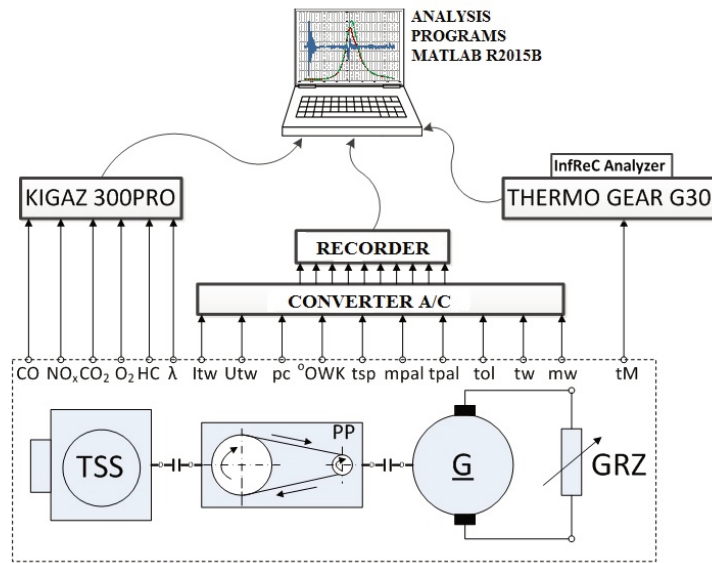 ANALYSIS
PROGRAMS
MATLAB R2015B
InfReC Analyzer
KIGAZ 300PRO
THERMO GEAR G30
RECORDER
CONVERTER A/C
CO NOx CO2 O2 HC λ Itw Utw pc °OWK tsp mpal tpal tol tw mw tM
PP
TSS
G
GRZ